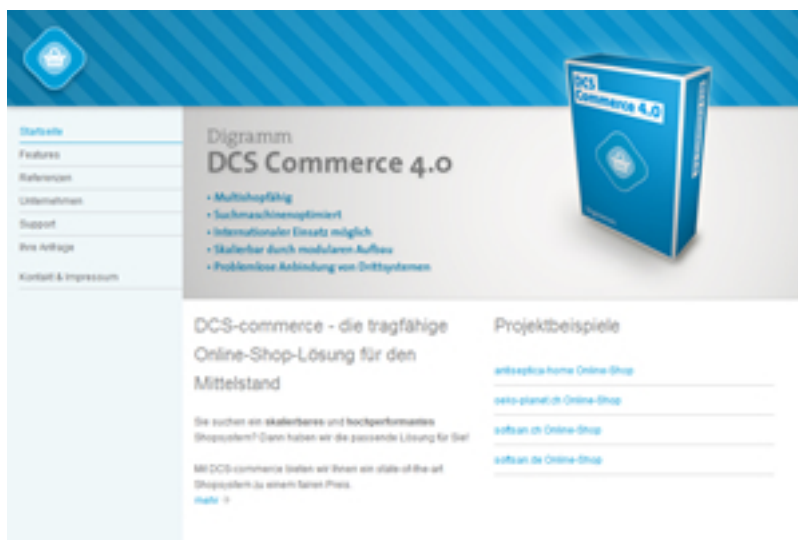 Startseite
Features
Referenzen
Unternehmen
Support
Ihre Anfrage
Kontakt & Impressum
Digramm
DCS Commerce 4.0
• Multishopfähig
• Suchmaschinenoptimiert
• Internationaler Einsatz möglich
• Skalierbar durch modularen Aufbau
• Problemlose Anbindung von Drittsystemen
DCS
Commerce 4.0
Digramm
DCS-commerce - die tragfähige
Online-Shop-Lösung für den
Mittelstand
Sie suchen ein skalierbares und hochperformantes
Shopsystem? Dann haben wir die passende Lösung für Sie!
Mit DCS-commerce bieten wir Ihnen ein state-of-the-art
Shopsystem zu einem fairen Preis.
mehr
Projektbeispiele
antiseptica-home Online-Shop
oeko-planet.ch Online-Shop
softsan.ch Online-Shop
softsan.de Online-Shop